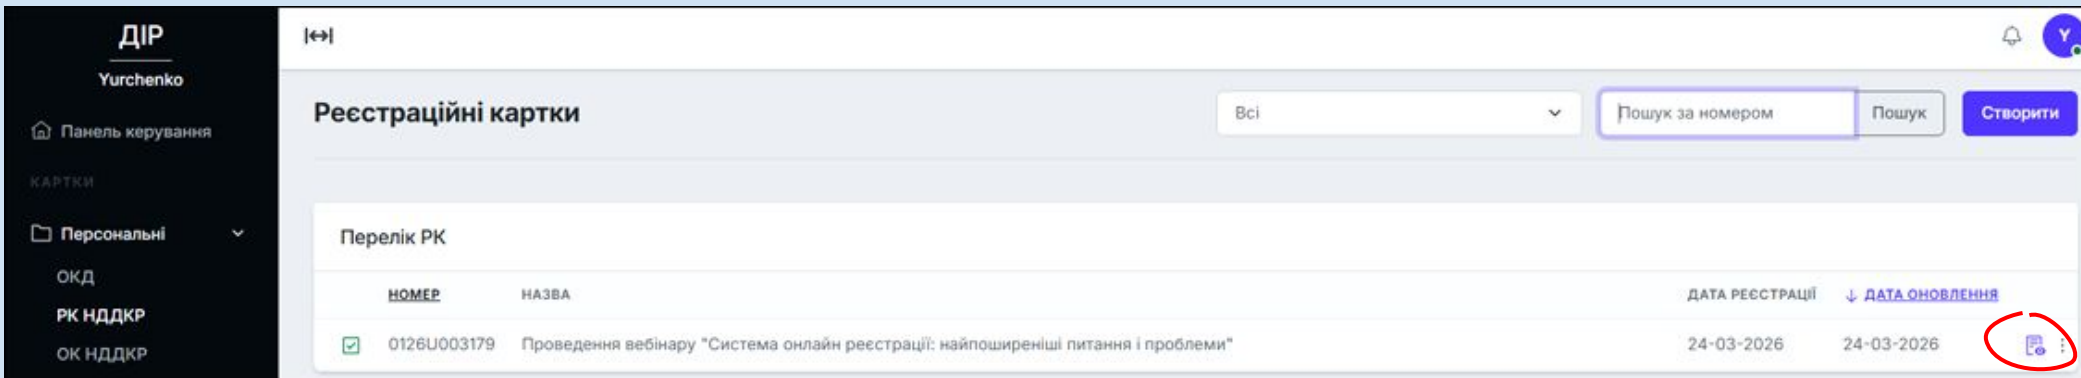 ДІР
Yurchenko
Панель керування
КАРТКИ
Персональні
ОКД
РК НДДКР
ОК НДДКР
Y
Реєстраційні картки
Всі
Пошук за номером
Пошук
Створити
Перелік РК
НОМЕР НАЗВА ДАТА РЕЄСТРАЦІЇ ↓ ДАТА ОНОВЛЕННЯ
0126U003179 Проведення вебінару "Система онлайн реєстрації: найпоширеніші питання і проблеми" 24-03-2026 24-03-2026